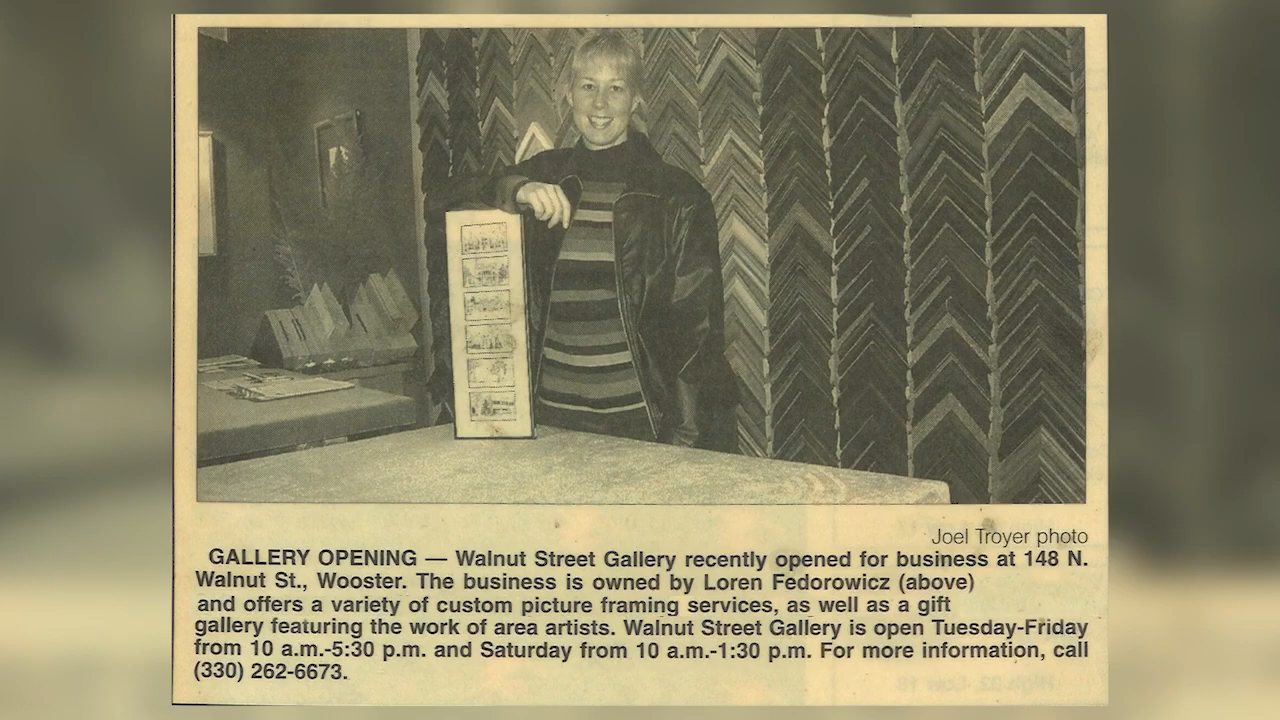 Joel Troyer photo
GALLERY OPENING — Walnut Street Gallery recently opened for business at 148 N.
Walnut St., Wooster. The business is owned by Loren Fedorowicz (above)
and offers a variety of custom picture framing services, as well as a gift
gallery featuring the work of area artists. Walnut Street Gallery is open Tuesday-Friday
from 10 a.m.-5:30 p.m. and Saturday from 10 a.m.-1:30 p.m. For more information, call
(330) 262-6673.